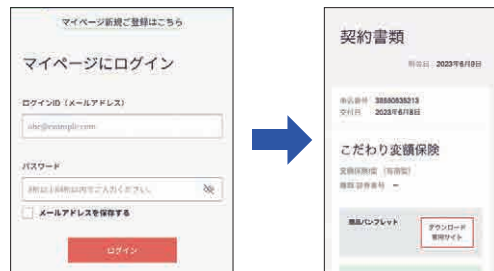 マイページ新規ご登録はこちら
マイページにログイン
ログインID（メールアドレス）
abc@example.com
パスワード
メールアドレスを保存する
ログイン
契約書類
2023年6月19日
申込番号 38880835213
交付日 2023年6月18日
こだわり変額保険
変額保険
商品パンフレット
ダウンロード
専用サイト